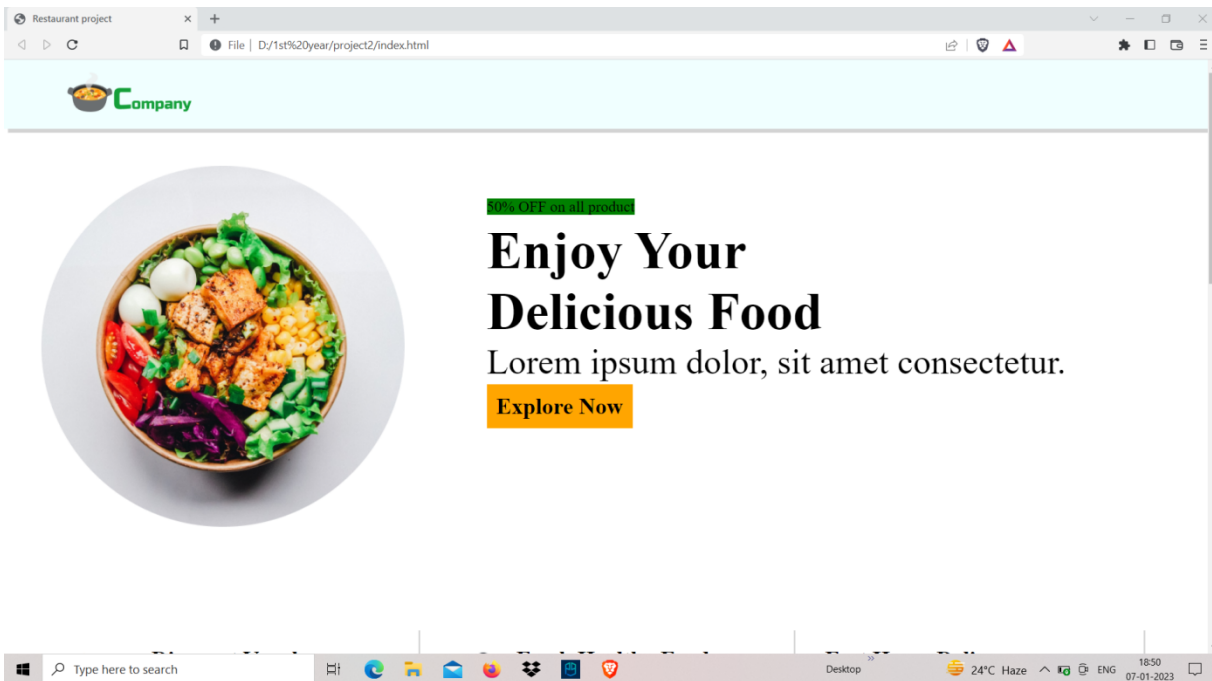 Restaurant project
File | D:/1st%20year/project2/index.html
Company
50% OFF on all product
Enjoy Your
Delicious Food
Lorem ipsum dolor, sit amet consectetur.
Explore Now
Type here to search
Desktop
24°C Haze
ENG
18:50
07-01-2023